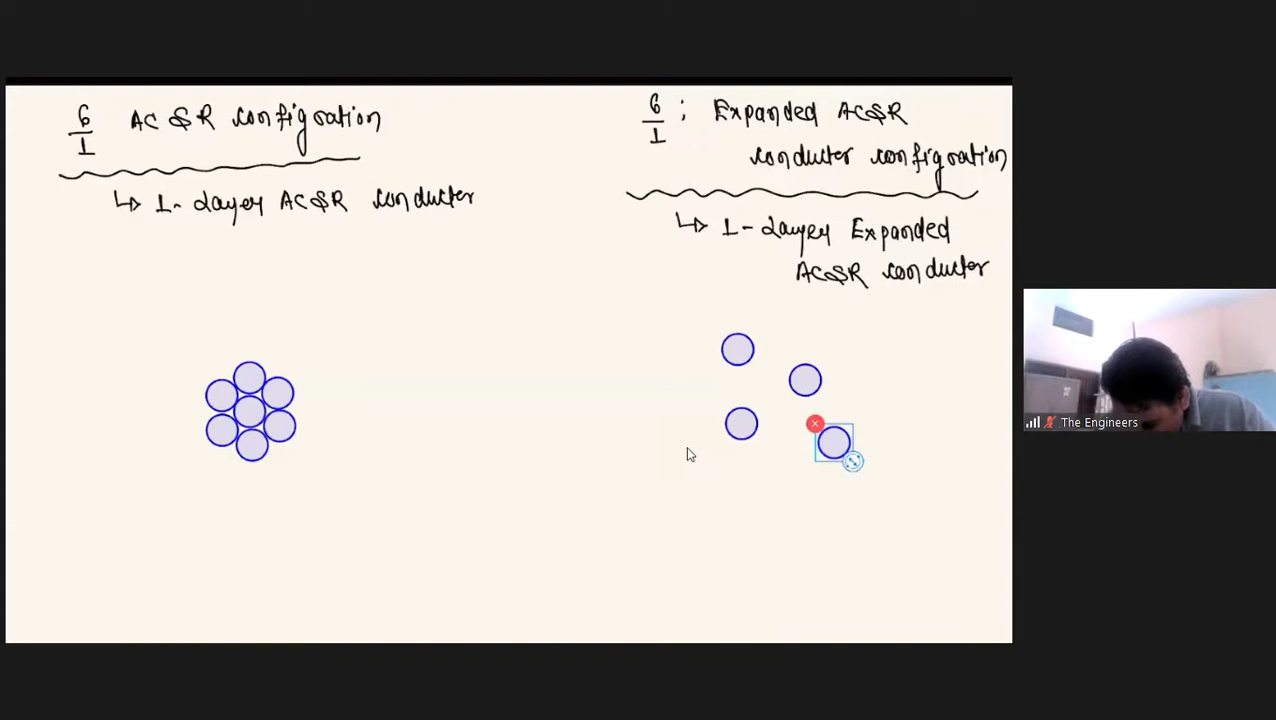 6/1 ACSR configration
↳ 1-Layer ACSR conductor
6/1 : Expanded ACSR
conductor configration
↳ 1-Layer Expanded
ACSR conductor
The Engineers